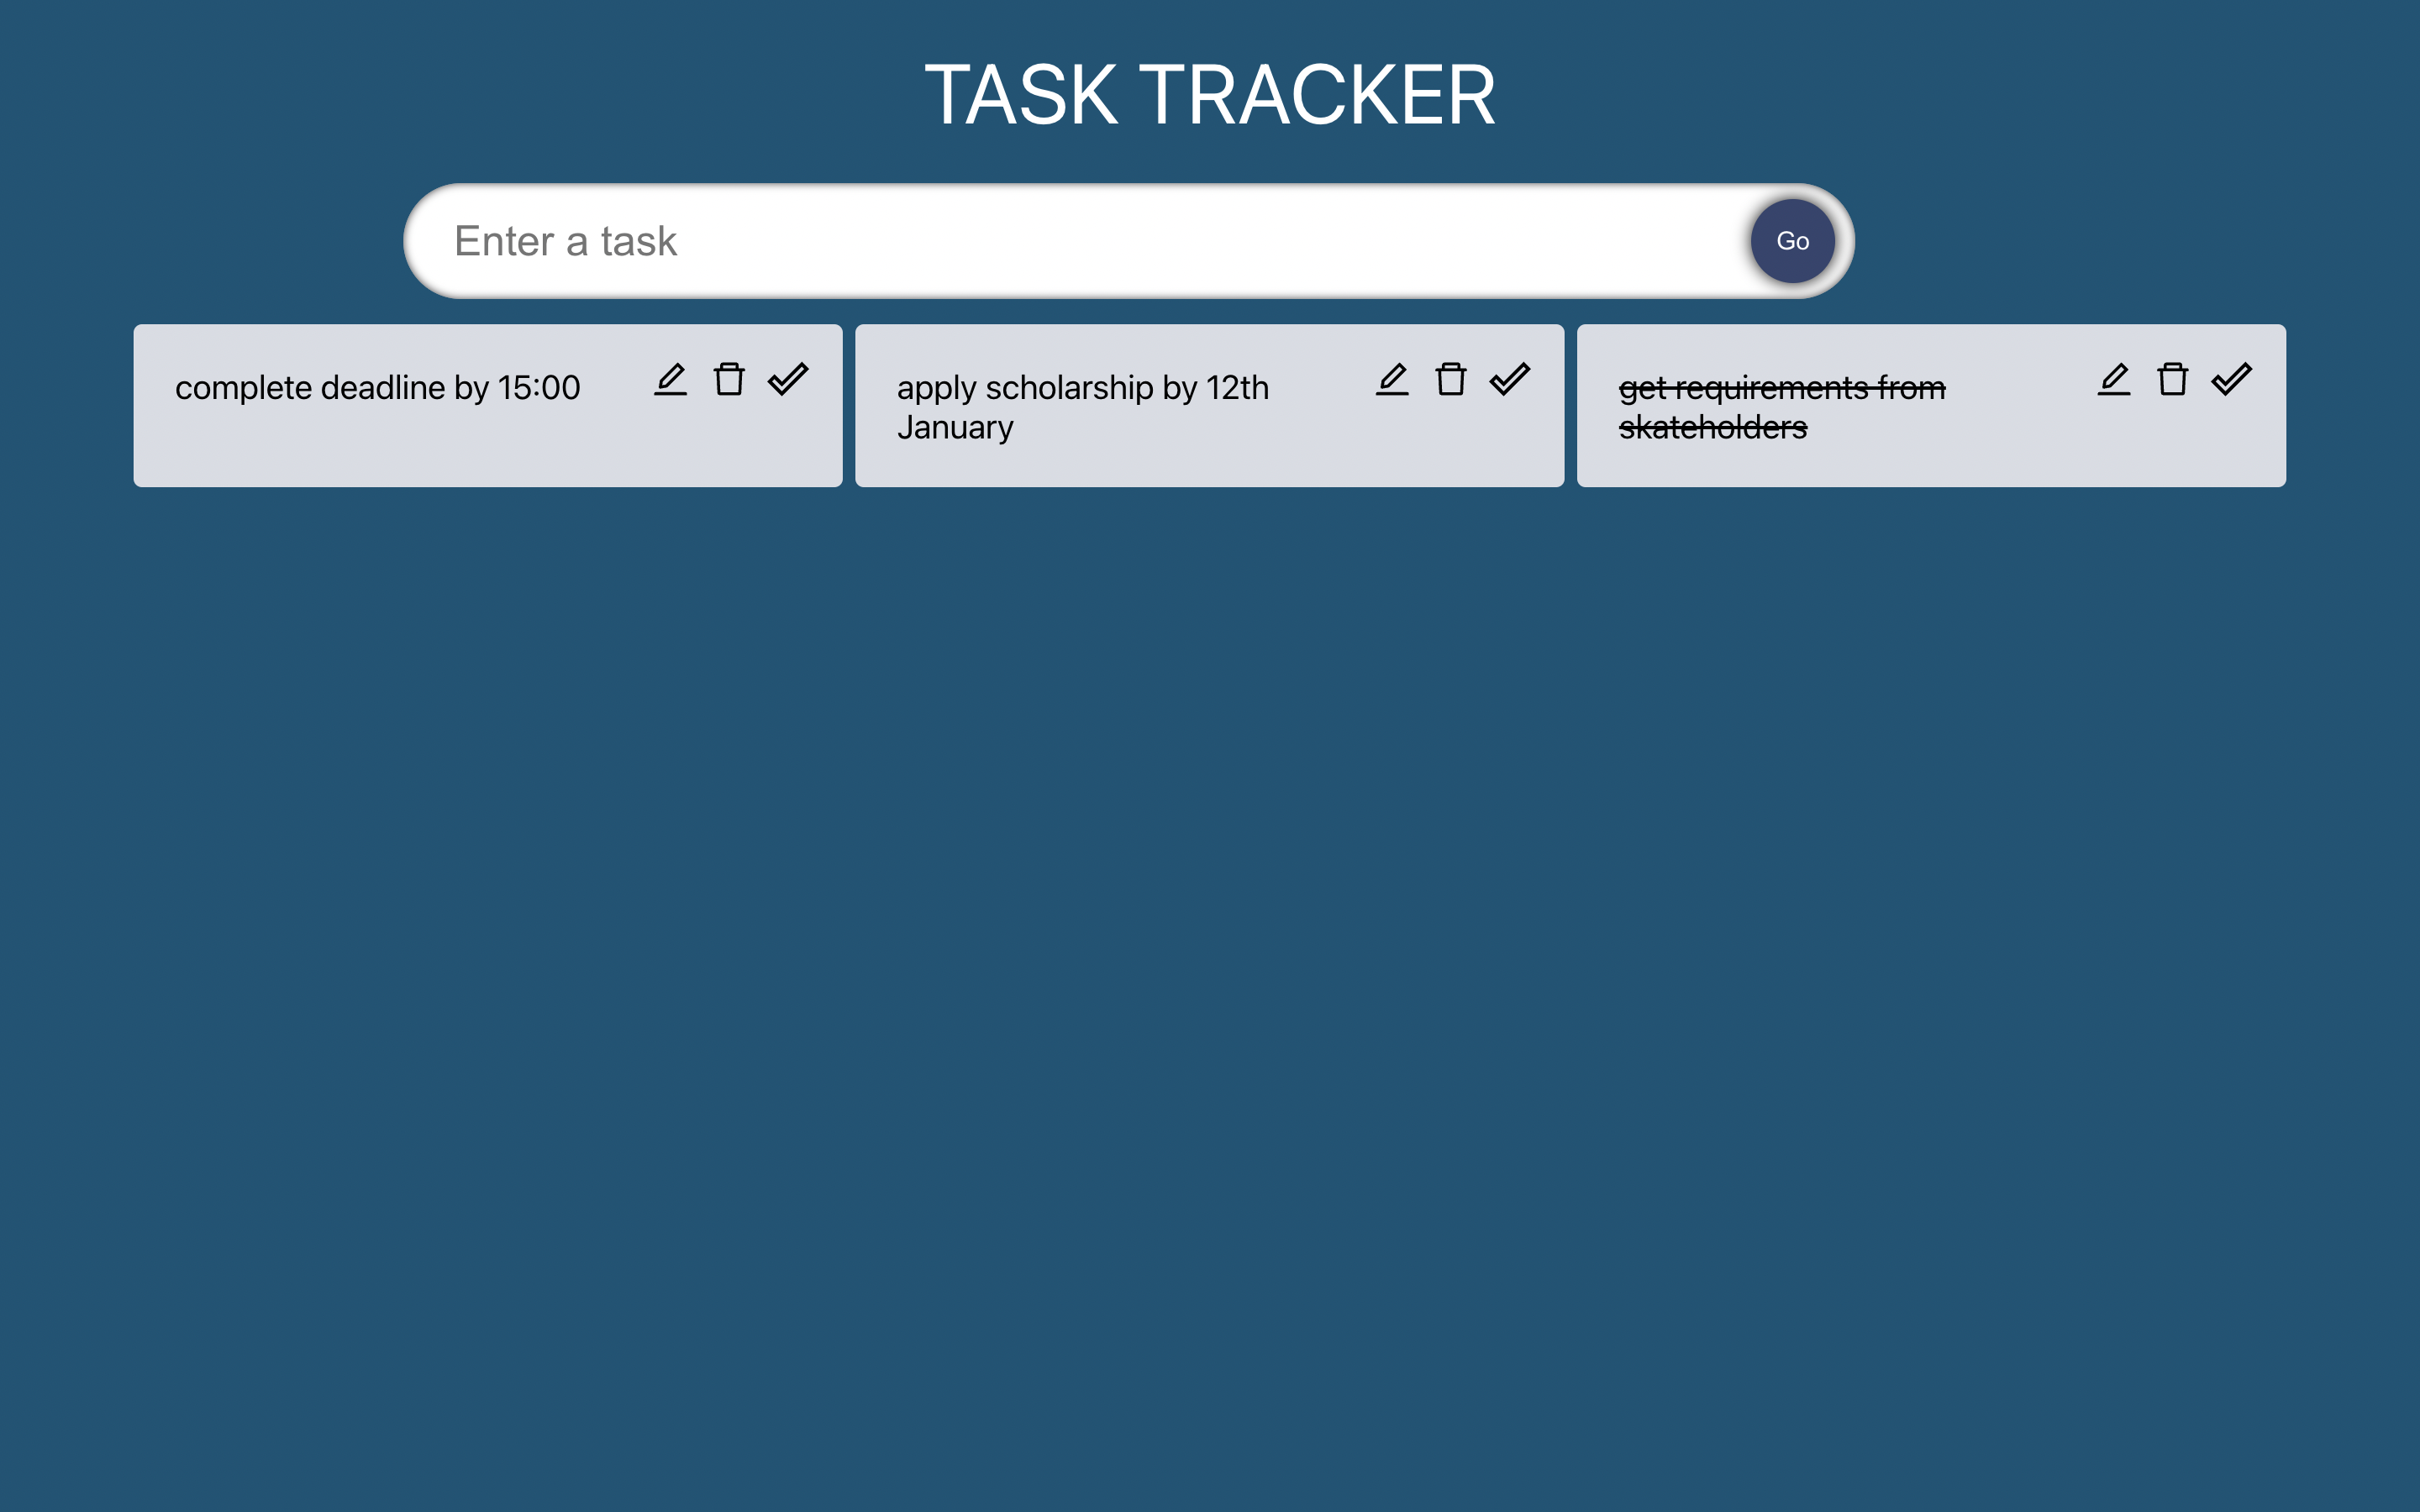 TASK TRACKER
Enter a task
Go
complete deadline by 15:00
apply scholarship by 12th
January
get requirements from
skateholders